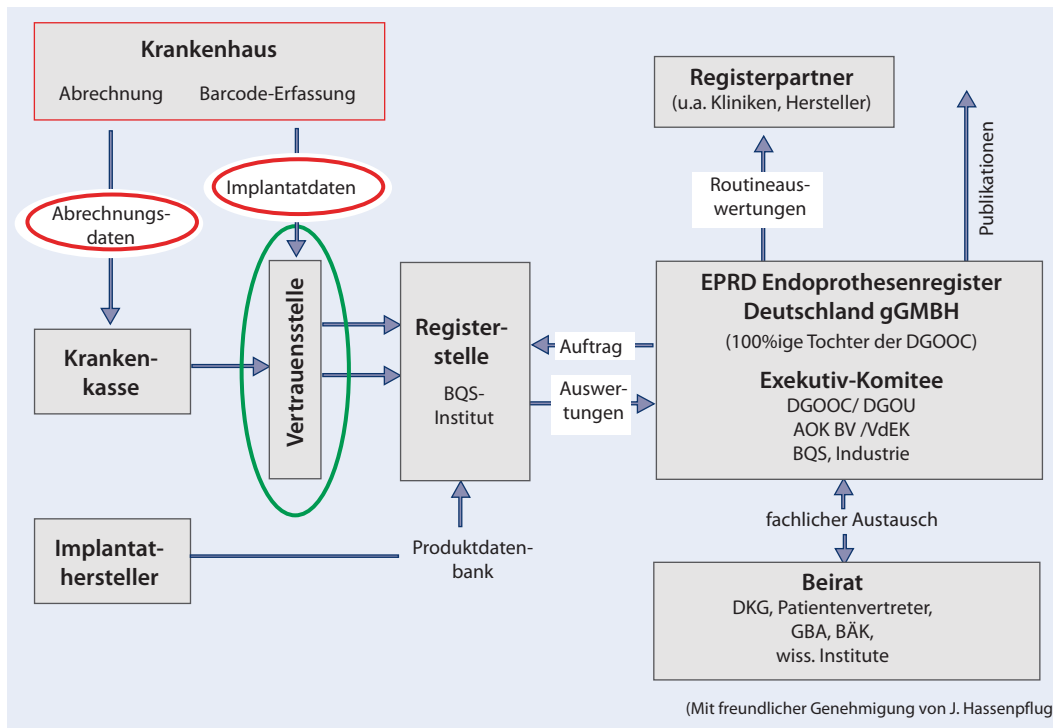 Krankenhaus
Abrechnung
Barcode-Erfassung
Abrechnungs-
daten
Implantatdaten
Kranken-
kasse
Vertrauensstelle
Implantat-
hersteller
Produktdaten-
bank
Register-
stelle
BQS-
Institut
Auftrag
Auswer-
tungen
Registerpartner
(u.a. Kliniken, Hersteller)
Routineaus-
wertungen
Publikationen
EPRD Endoprothesenregister
Deutschland gGMBH
(100%ige Tochter der DGOOC)
Exekutiv-Komitee
DGOOC/ DGOU
AOK BV /VdEK
BQS, Industrie
fachlicher Austausch
Beirat
DKG, Patientenvertreter,
GBA, BÄK,
wiss. Institute
(Mit freundlicher Genehmigung von J. Hassenpflug